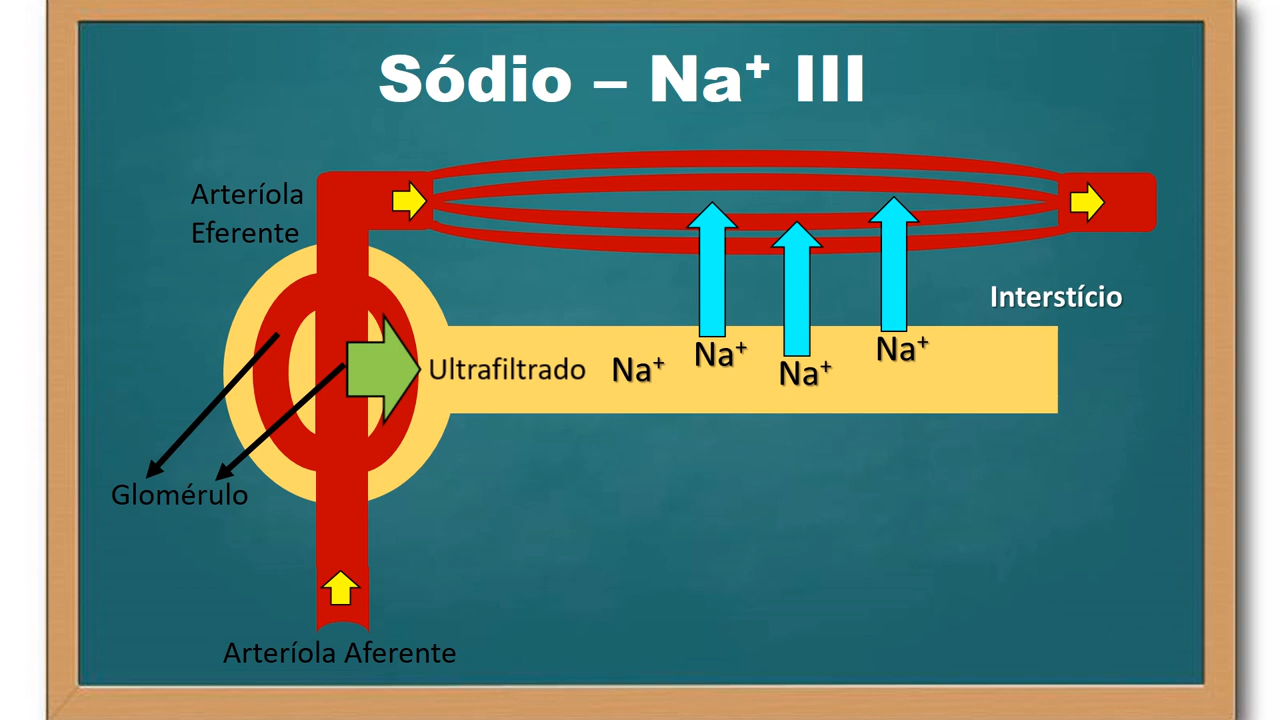 Sódio – Na⁺ III
Arteríola
Eferente
Interstício
Ultrafiltrado
Na⁺
Na⁺
Na⁺
Na⁺
Glomérulo
Arteríola Aferente